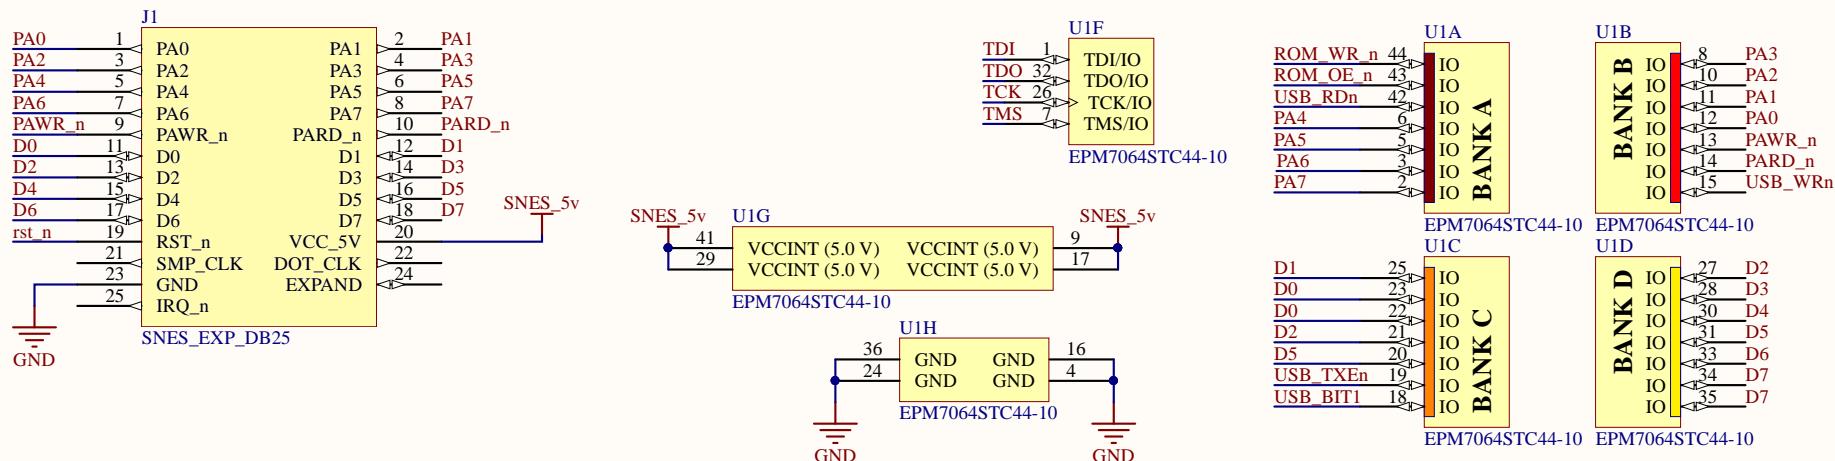 J1
PA0 1 PA0 PA1 2 PA1
PA2 3 PA2 PA3 4 PA3
PA4 5 PA4 PA5 6 PA5
PA6 7 PA6 PA7 8 PA7
PAWR_n 9 PAWR_n PARD_n 10 PARD_n
D0 11 D0 D1 12 D1
D2 13 D2 D3 14 D3
D4 15 D4 D5 16 D5
D6 17 D6 D7 18 D7
rst_n 19 RST_n VCC_5V 20 SNES_5v
21 SMP_CLK DOT_CLK 22
23 GND EXPAND 24
25 IRQ_n
SNES_EXP_DB25
GND
U1F
TDI 1 TDI/IO
TDO 32 TDO/IO
TCK 26 TCK/IO
TMS 7 TMS/IO
EPM7064STC44-10
SNES_5v U1G SNES_5v
41 VCCINT (5.0 V) VCCINT (5.0 V) 9
29 VCCINT (5.0 V) VCCINT (5.0 V) 17
EPM7064STC44-10
U1H
36 GND GND 16
24 GND GND 4
EPM7064STC44-10
GND GND
U1A
ROM_WR_n 44 IO
ROM_OE_n 43 IO
USB_RDn 42 IO
PA4 6 IO
PA5 5 IO
PA6 3 IO
PA7 2 IO
BANK A
EPM7064STC44-10
U1B
IO 8 PA3
IO 10 PA2
IO 11 PA1
IO 12 PA0
IO 13 PAWR_n
IO 14 PARD_n
IO 15 USB_WRn
BANK B
EPM7064STC44-10
U1C
D1 25 IO
D0 23 IO
D0 22 IO
D2 21 IO
D5 20 IO
USB_TXEn 19 IO
USB_BIT1 18 IO
BANK C
EPM7064STC44-10
U1D
IO 27 D2
IO 28 D3
IO 30 D4
IO 31 D5
IO 33 D6
IO 34 D7
IO 35 D7
BANK D
EPM7064STC44-10